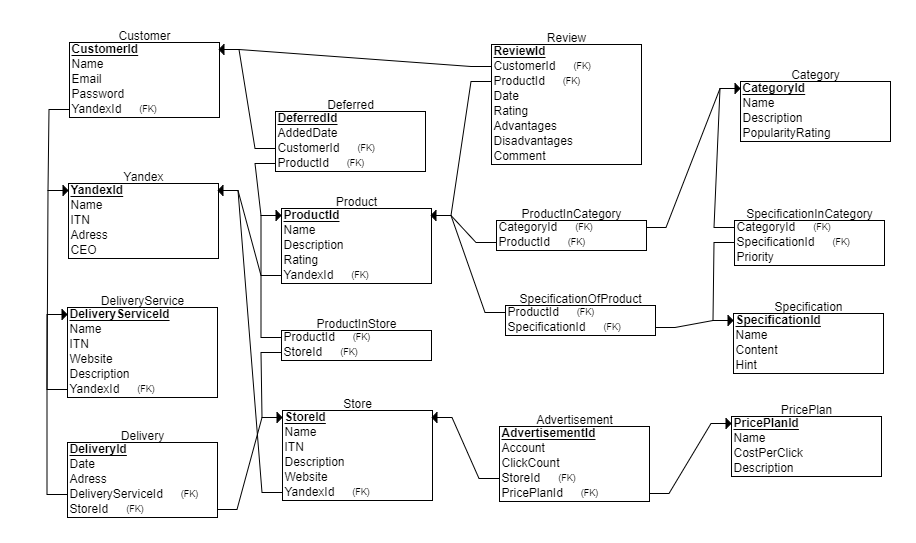 Customer
CustomerId
Name
Email
Password
YandexId (FK)
Review
ReviewId
CustomerId (FK)
ProductId (FK)
Date
Rating
Advantages
Disadvantages
Comment
Category
CategoryId
Name
Description
PopularityRating
Deferred
DeferredId
AddedDate
CustomerId (FK)
ProductId (FK)
Yandex
YandexId
Name
ITN
Adress
CEO
Product
ProductId
Name
Description
Rating
YandexId (FK)
ProductInCategory
CategoryId (FK)
ProductId (FK)
SpecificationInCategory
CategoryId (FK)
SpecificationId (FK)
Priority
DeliveryService
DeliveryServiceId
Name
ITN
Website
Description
YandexId (FK)
ProductInStore
ProductId (FK)
StoreId (FK)
SpecificationOfProduct
ProductId (FK)
SpecificationId (FK)
Specification
SpecificationId
Name
Content
Hint
Delivery
DeliveryId
Date
Adress
DeliveryServiceId (FK)
StoreId (FK)
Store
StoreId
Name
ITN
Description
Website
YandexId (FK)
Advertisement
AdvertisementId
Account
ClickCount
StoreId (FK)
PricePlanId (FK)
PricePlan
PricePlanId
Name
CostPerClick
Description